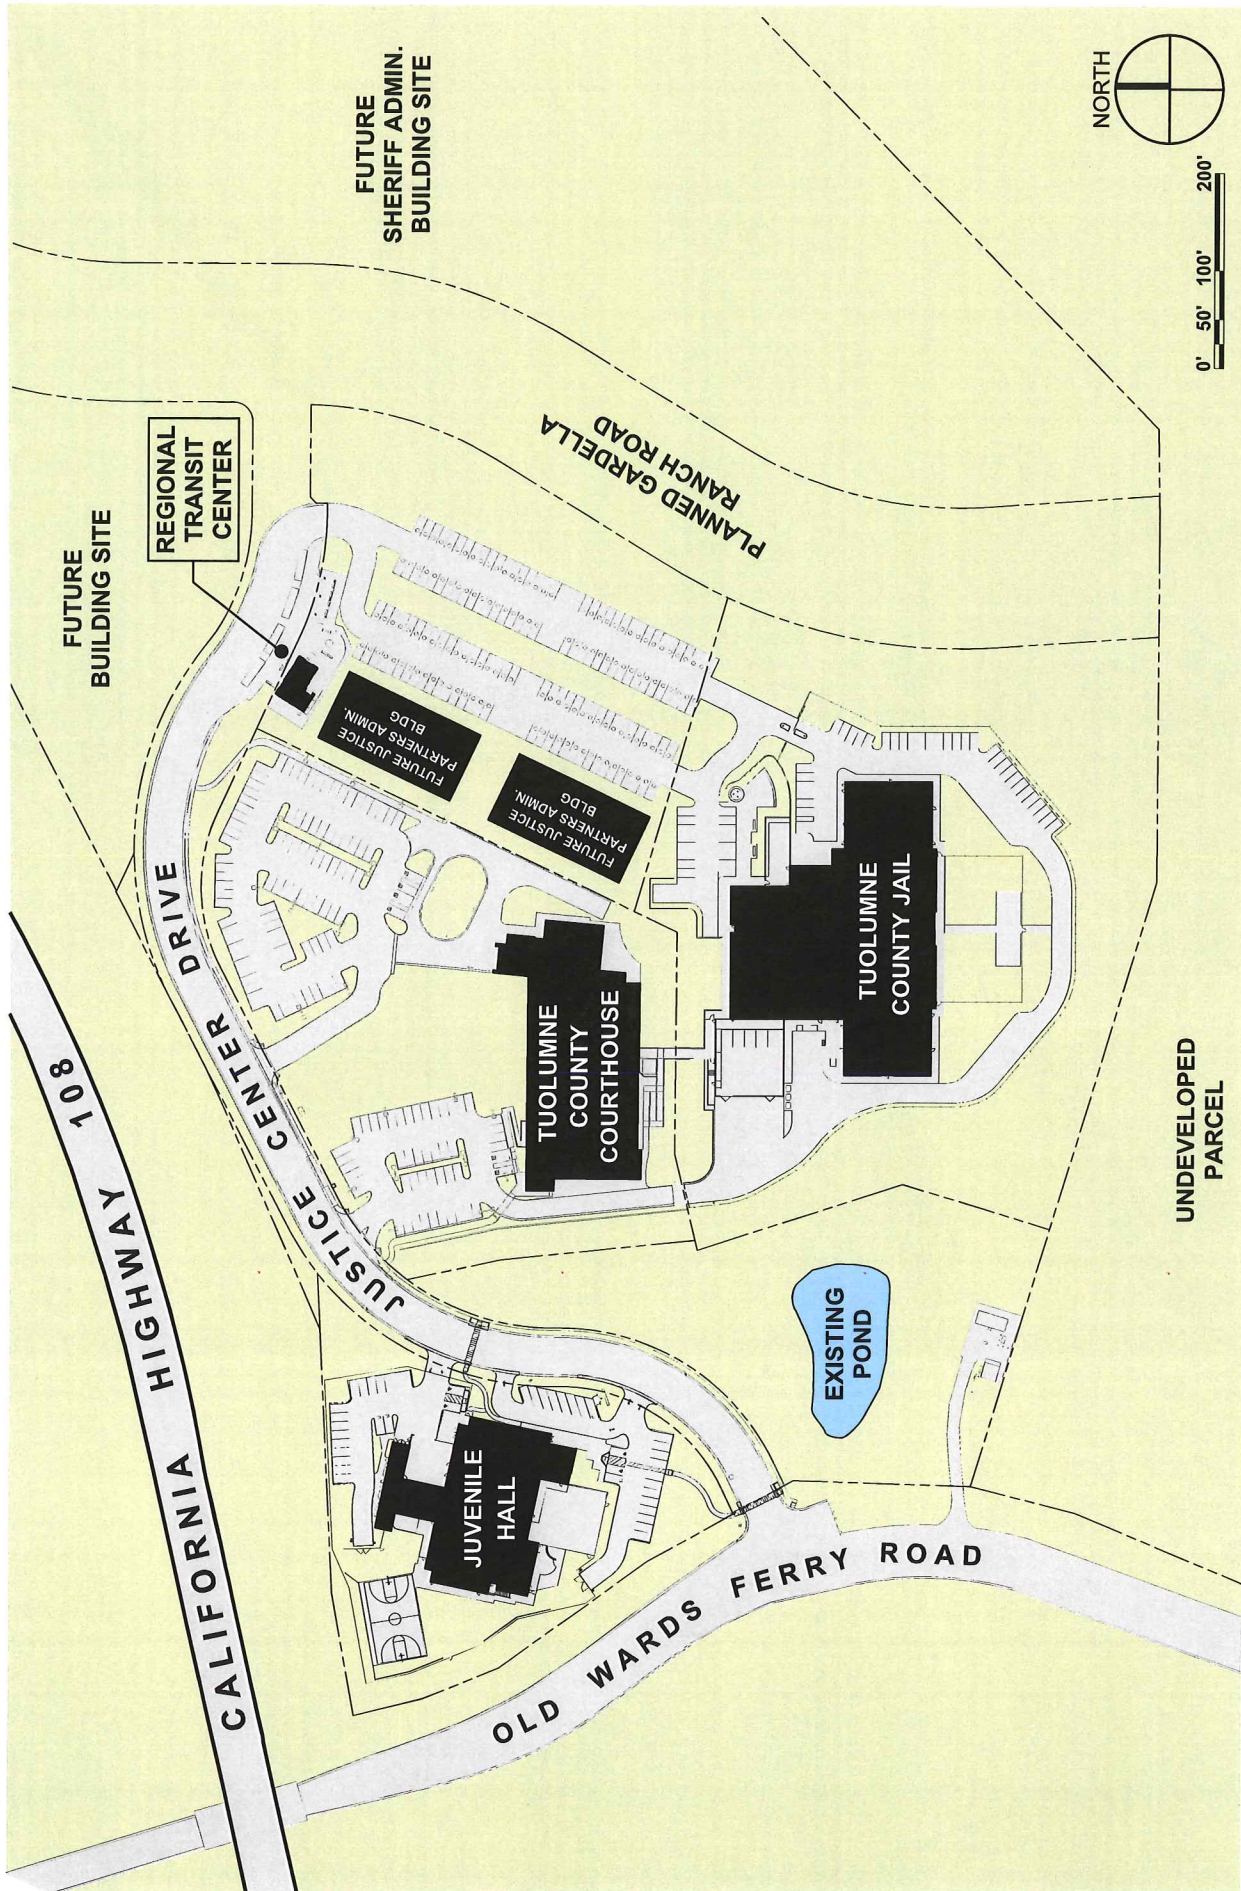 CALIFORNIA HIGHWAY 108
FUTURE
BUILDING SITE
REGIONAL
TRANSIT
CENTER
FUTURE
SHERIFF ADMIN.
BUILDING SITE
JUSTICE CENTER DRIVE
FUTURE JUSTICE
PARTNERS ADMIN.
BLDG
FUTURE JUSTICE
PARTNERS ADMIN.
BLDG
PLANNED GARDELLA
RANCH ROAD
JUVENILE
HALL
TUOLUMNE
COUNTY
COURTHOUSE
TUOLUMNE
COUNTY JAIL
OLD WARDS FERRY ROAD
EXISTING
POND
UNDEVELOPED
PARCEL
0' 50' 100' 200'
NORTH